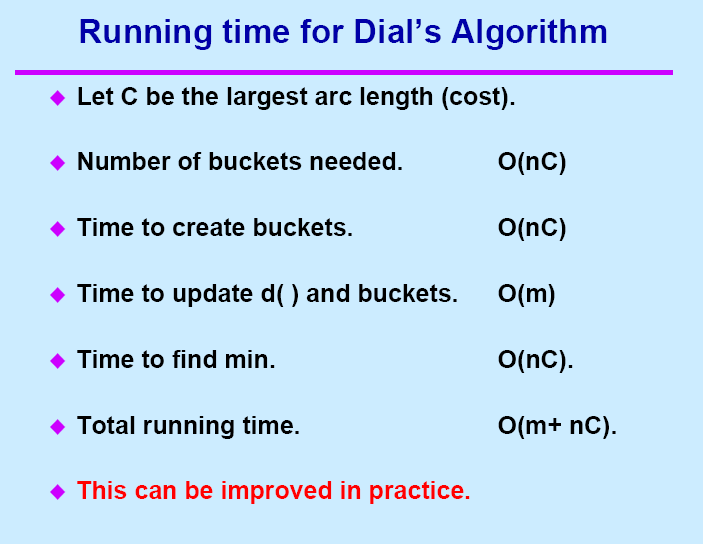 Running time for Dial's Algorithm
Let C be the largest arc length (cost).
Number of buckets needed. O(nC)
Time to create buckets. O(nC)
Time to update d( ) and buckets. O(m)
Time to find min. O(nC).
Total running time. O(m+ nC).
This can be improved in practice.